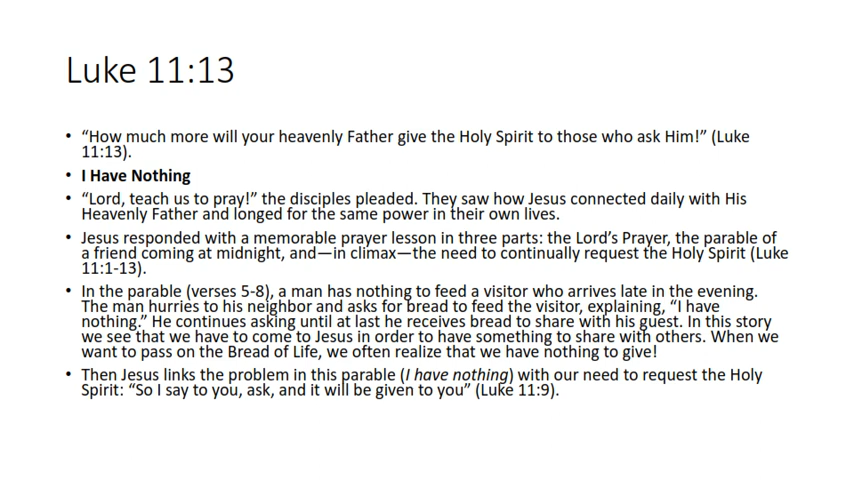 Luke 11:13
• “How much more will your heavenly Father give the Holy Spirit to those who ask Him!” (Luke
11:13).
• I Have Nothing
• “Lord, teach us to pray!” the disciples pleaded. They saw how Jesus connected daily with His
Heavenly Father and longed for the same power in their own lives.
• Jesus responded with a memorable prayer lesson in three parts: the Lord’s Prayer, the parable of
a friend coming at midnight, and—in climax—the need to continually request the Holy Spirit (Luke
11:1-13).
• In the parable (verses 5-8), a man has nothing to feed a visitor who arrives late in the evening.
The man hurries to his neighbor and asks for bread to feed the visitor, explaining, “I have
nothing.” He continues asking until at last he receives bread to share with his guest. In this story
we see that we have to come to Jesus in order to have something to share with others. When we
want to pass on the Bread of Life, we often realize that we have nothing to give!
• Then Jesus links the problem in this parable (I have nothing) with our need to request the Holy
Spirit: “So I say to you, ask, and it will be given to you” (Luke 11:9).